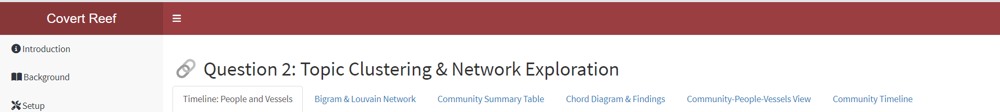 Covert Reef
Introduction
Background
Setup
Question 2: Topic Clustering & Network Exploration
Timeline: People and Vessels
Bigram & Louvain Network
Community Summary Table
Chord Diagram & Findings
Community-People-Vessels View
Community Timeline